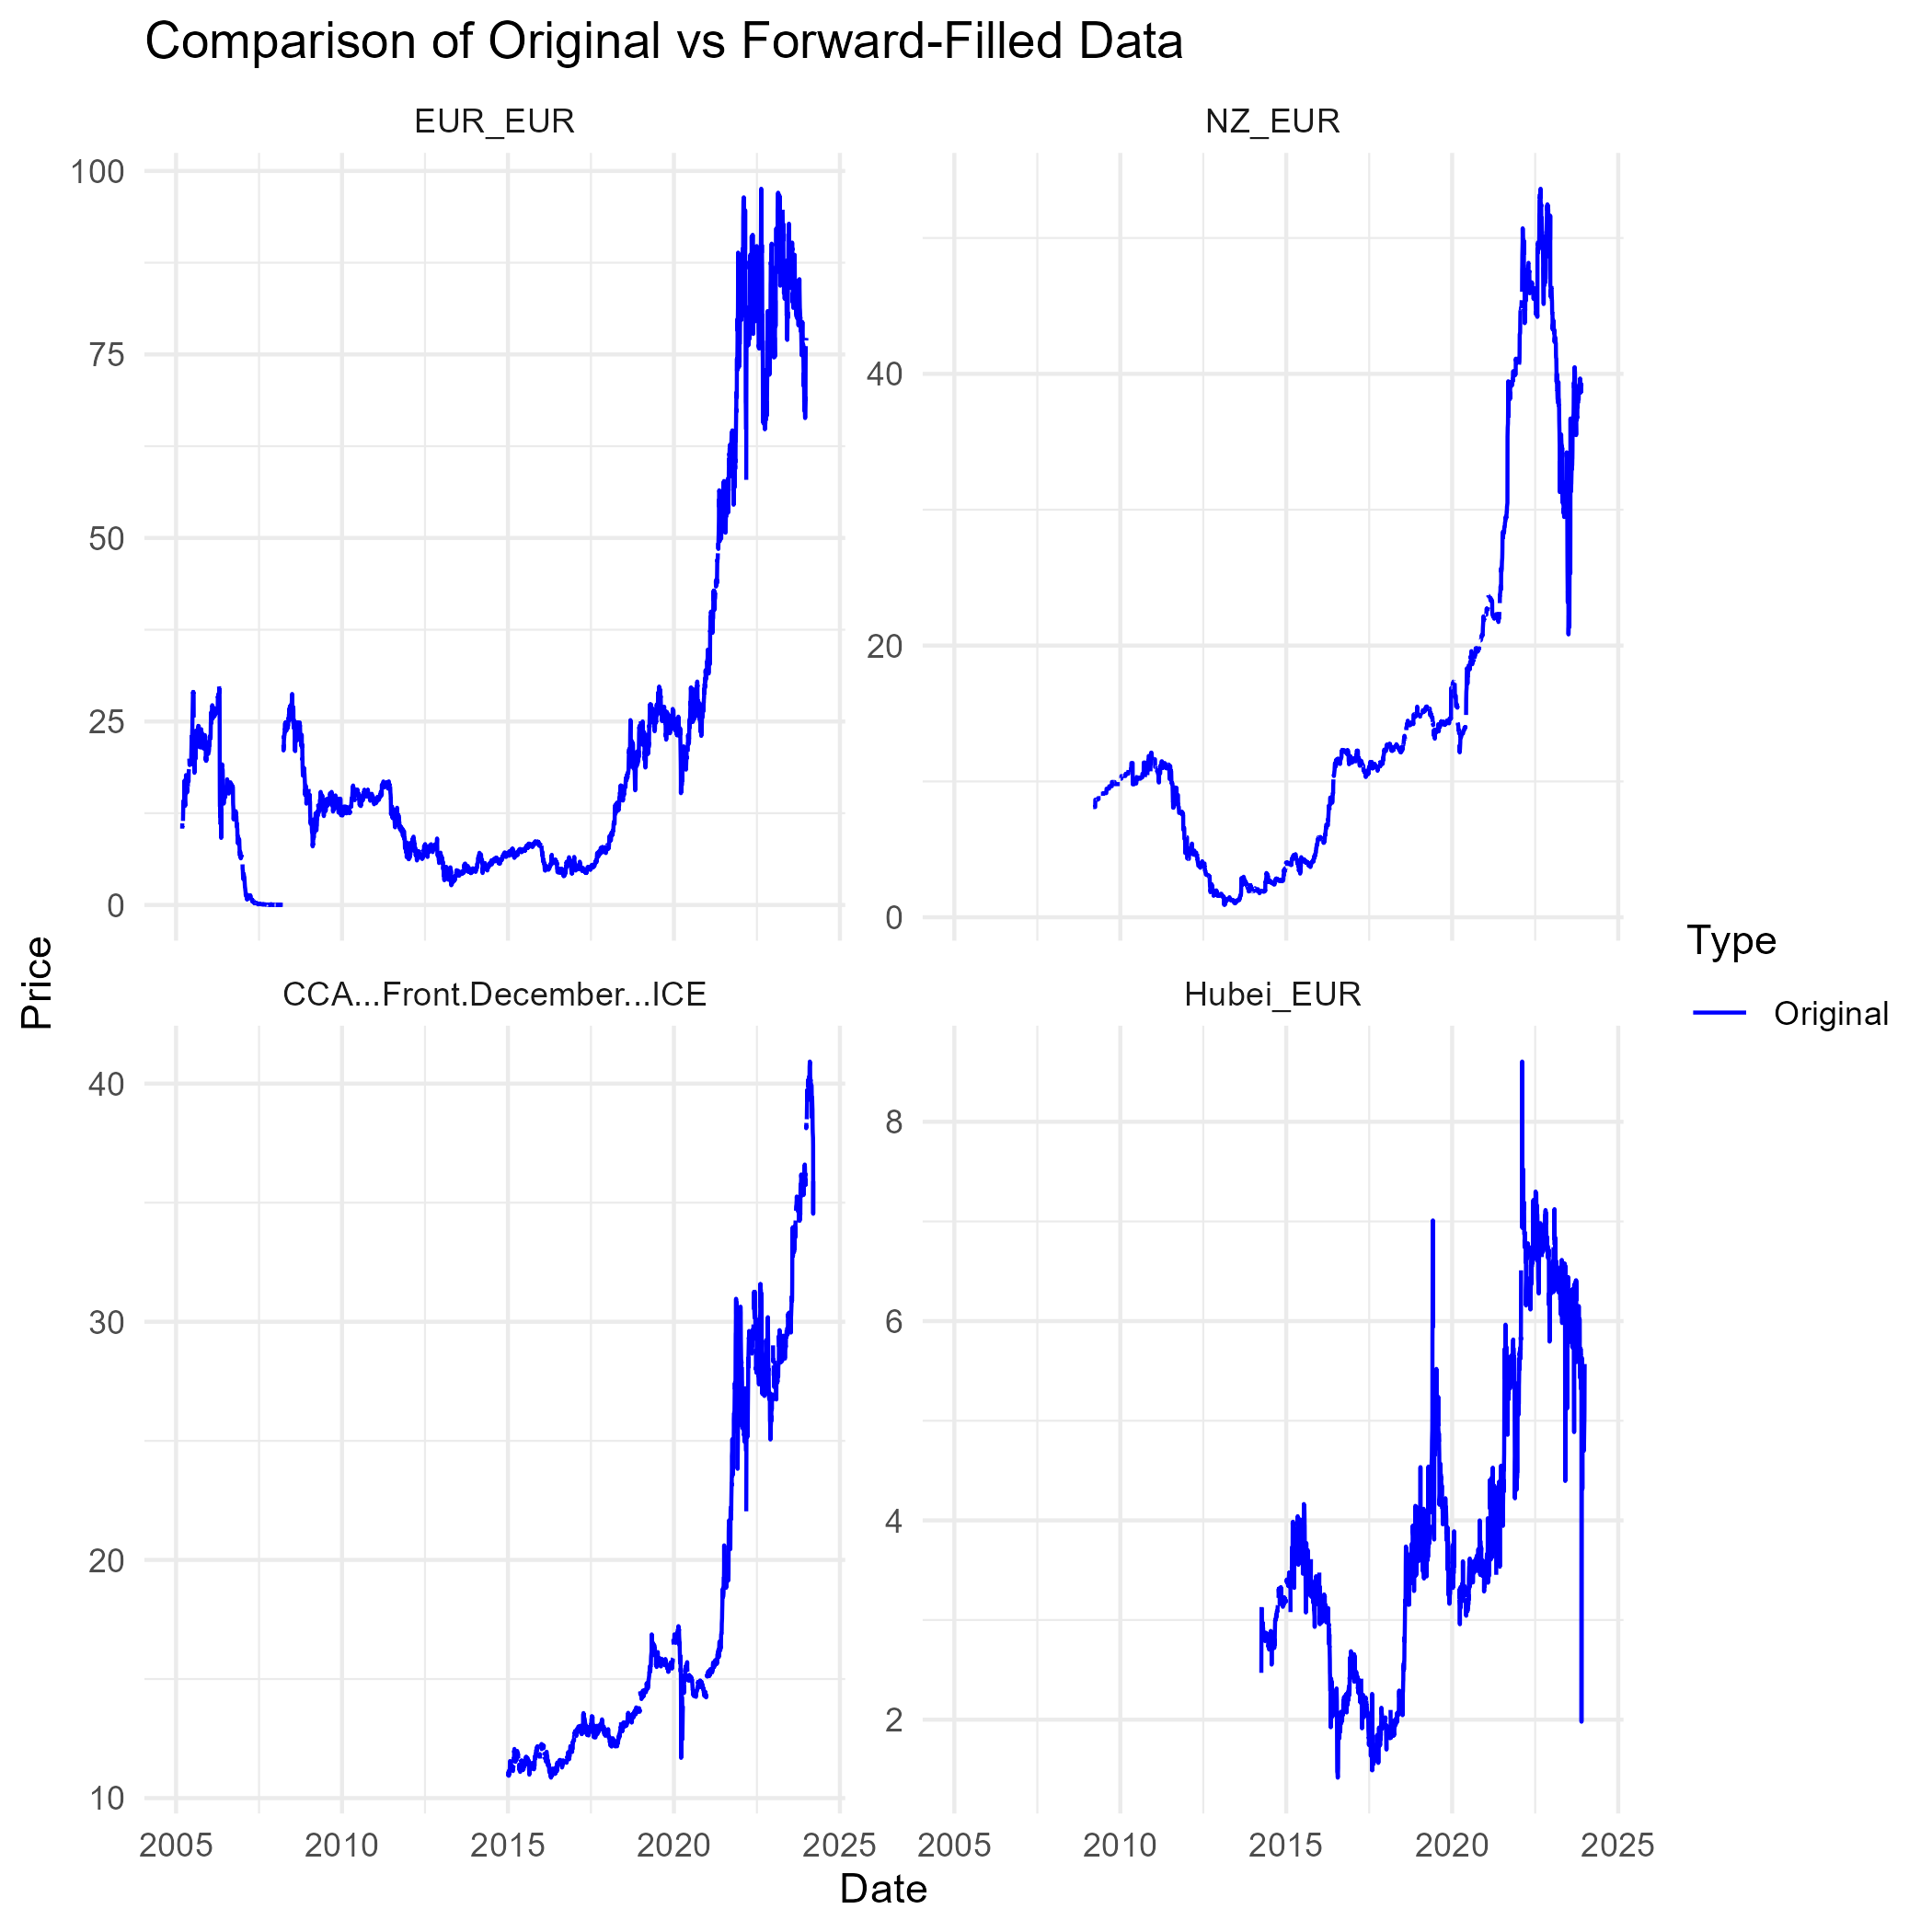 Comparison of Original vs Forward-Filled Data
EUR_EUR
NZ_EUR
100
75
50
25
0
40
20
0
Price
CCA...Front.December...ICE
Hubei_EUR
40
30
20
10
8
6
4
2
2005 2010 2015 2020 2025
2005 2010 2015 2020 2025
Date
Type
Original